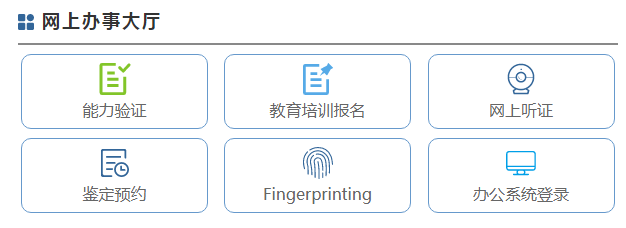 网上办事大厅
能力验证
教育培训报名
网上听证
鉴定预约
Fingerprinting
办公系统登录